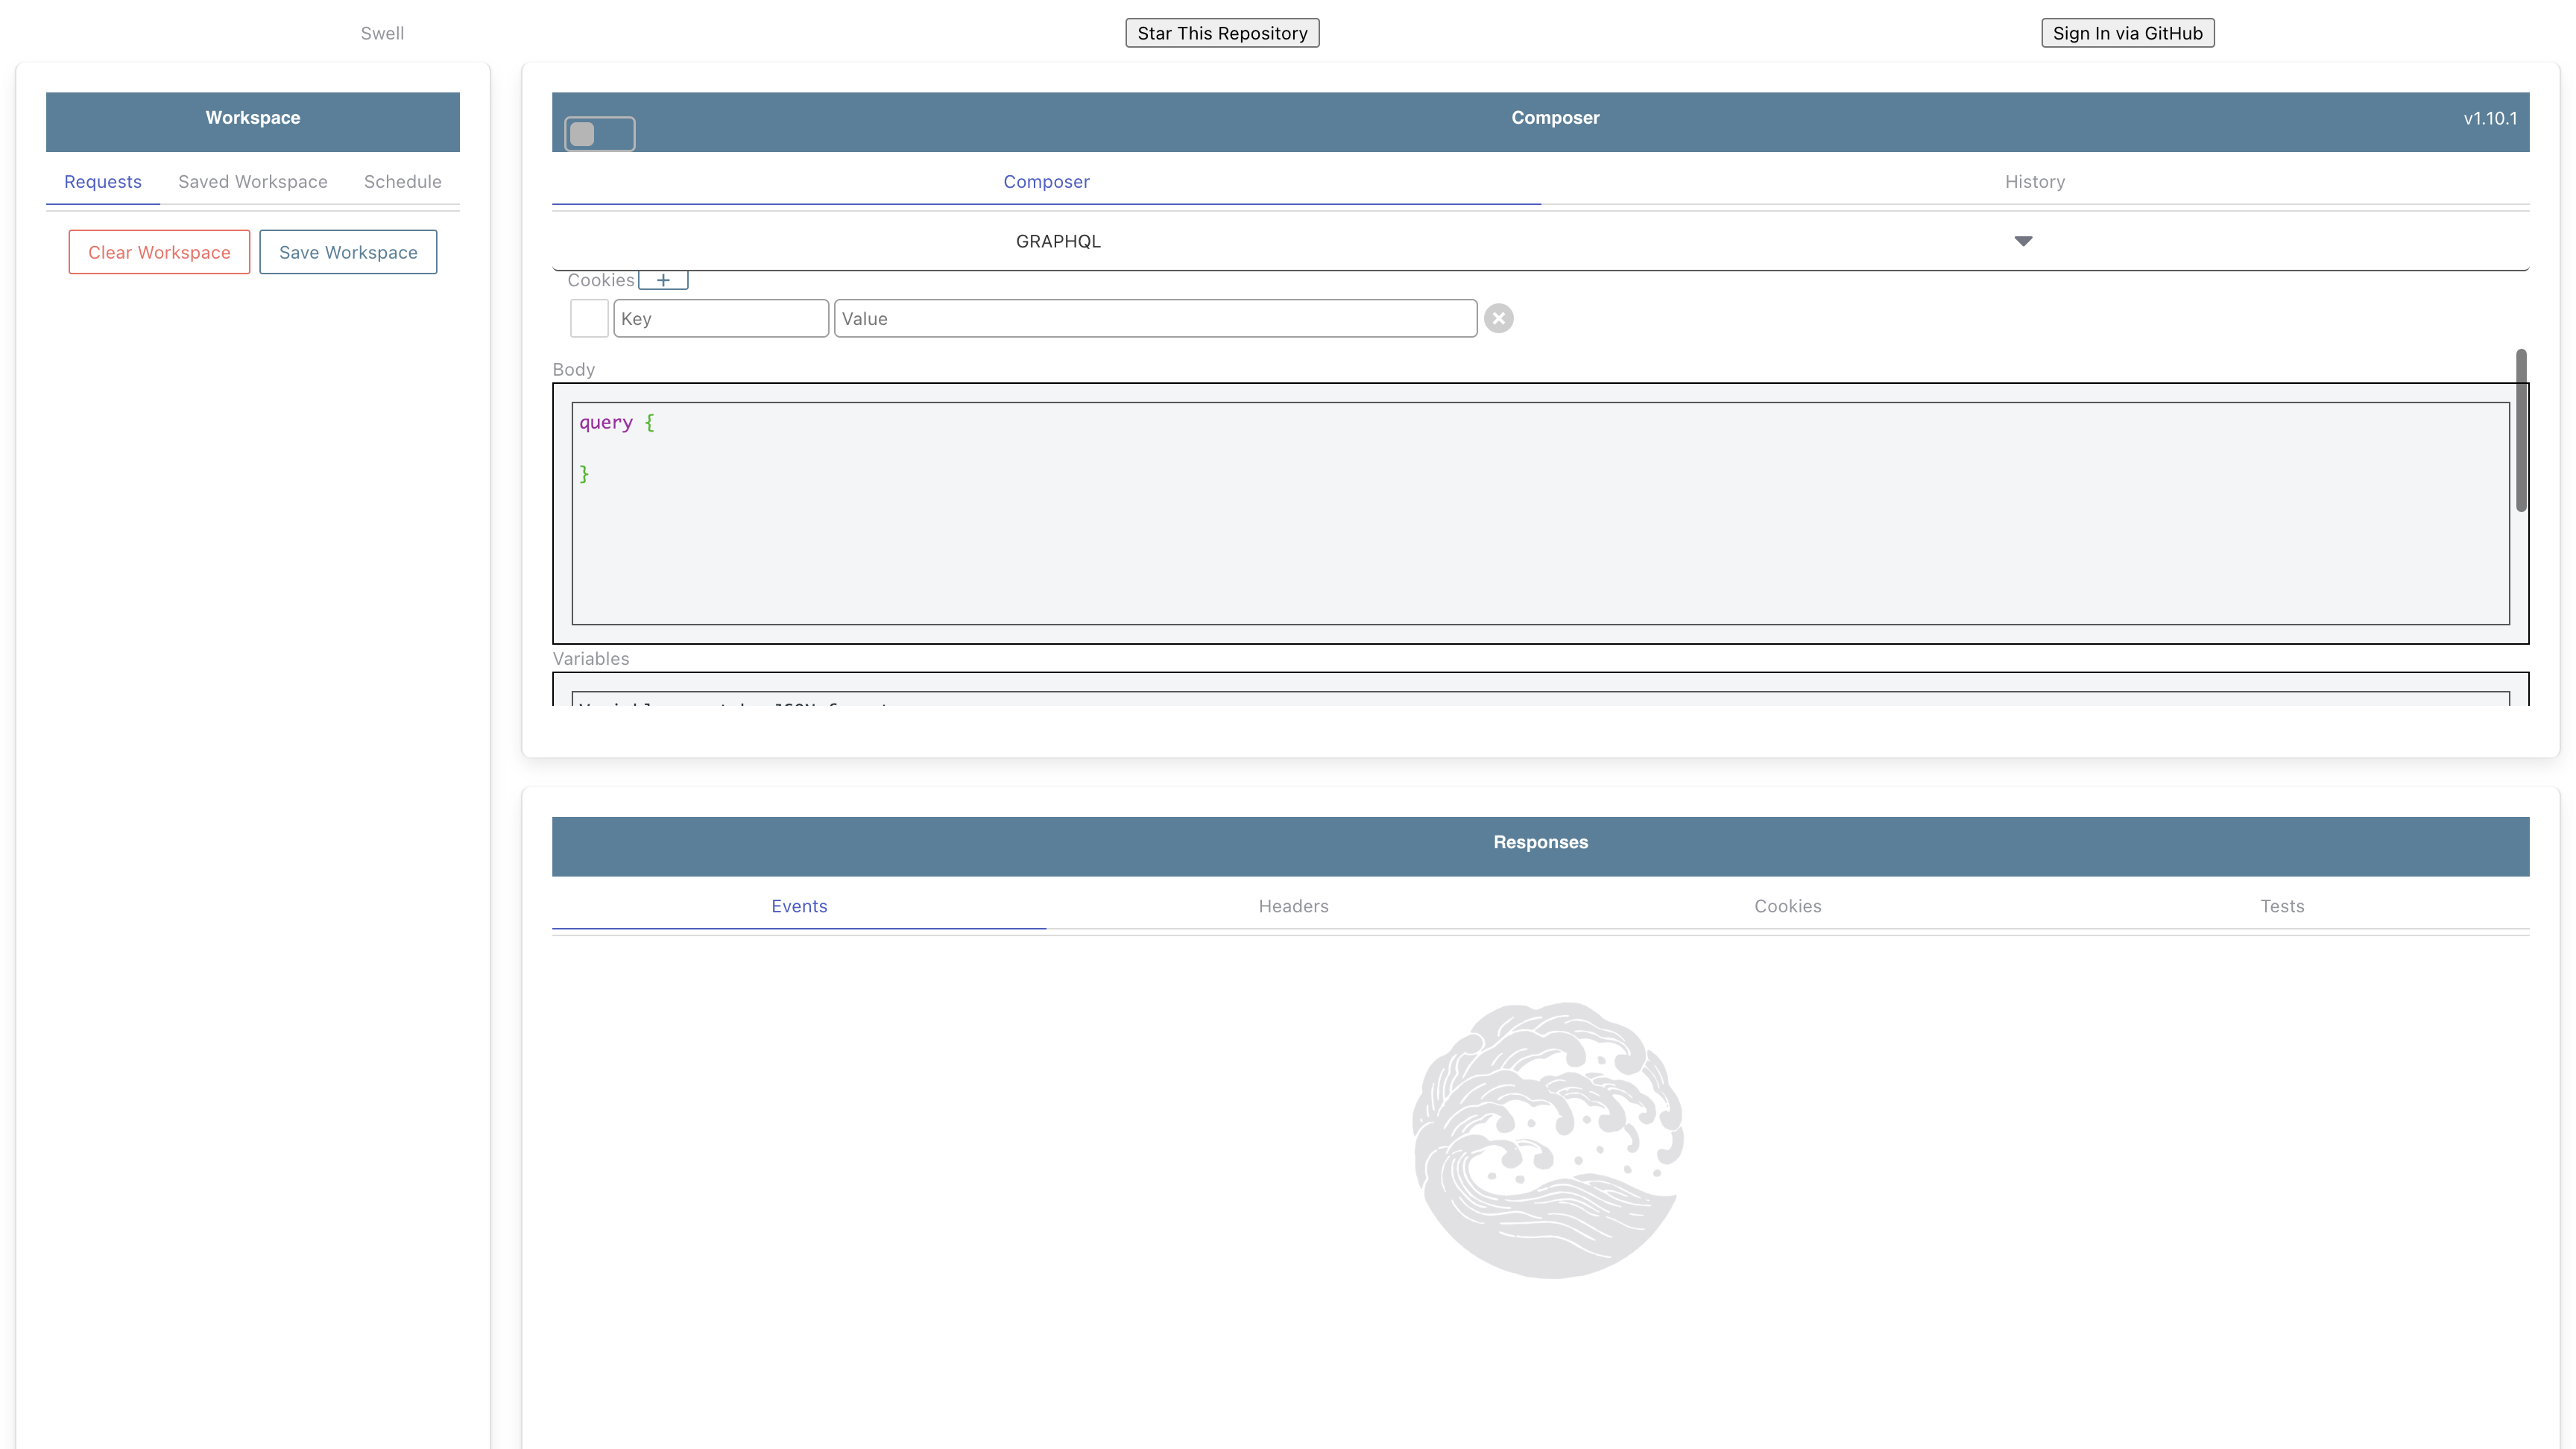 Swell
Star This Repository
Sign In via GitHub
Workspace
Requests
Saved Workspace
Schedule
Clear Workspace
Save Workspace
Composer
v1.10.1
Composer
History
GRAPHQL
Cookies +
Key
Value
Body
query {
}
Variables
Responses
Events
Headers
Cookies
Tests